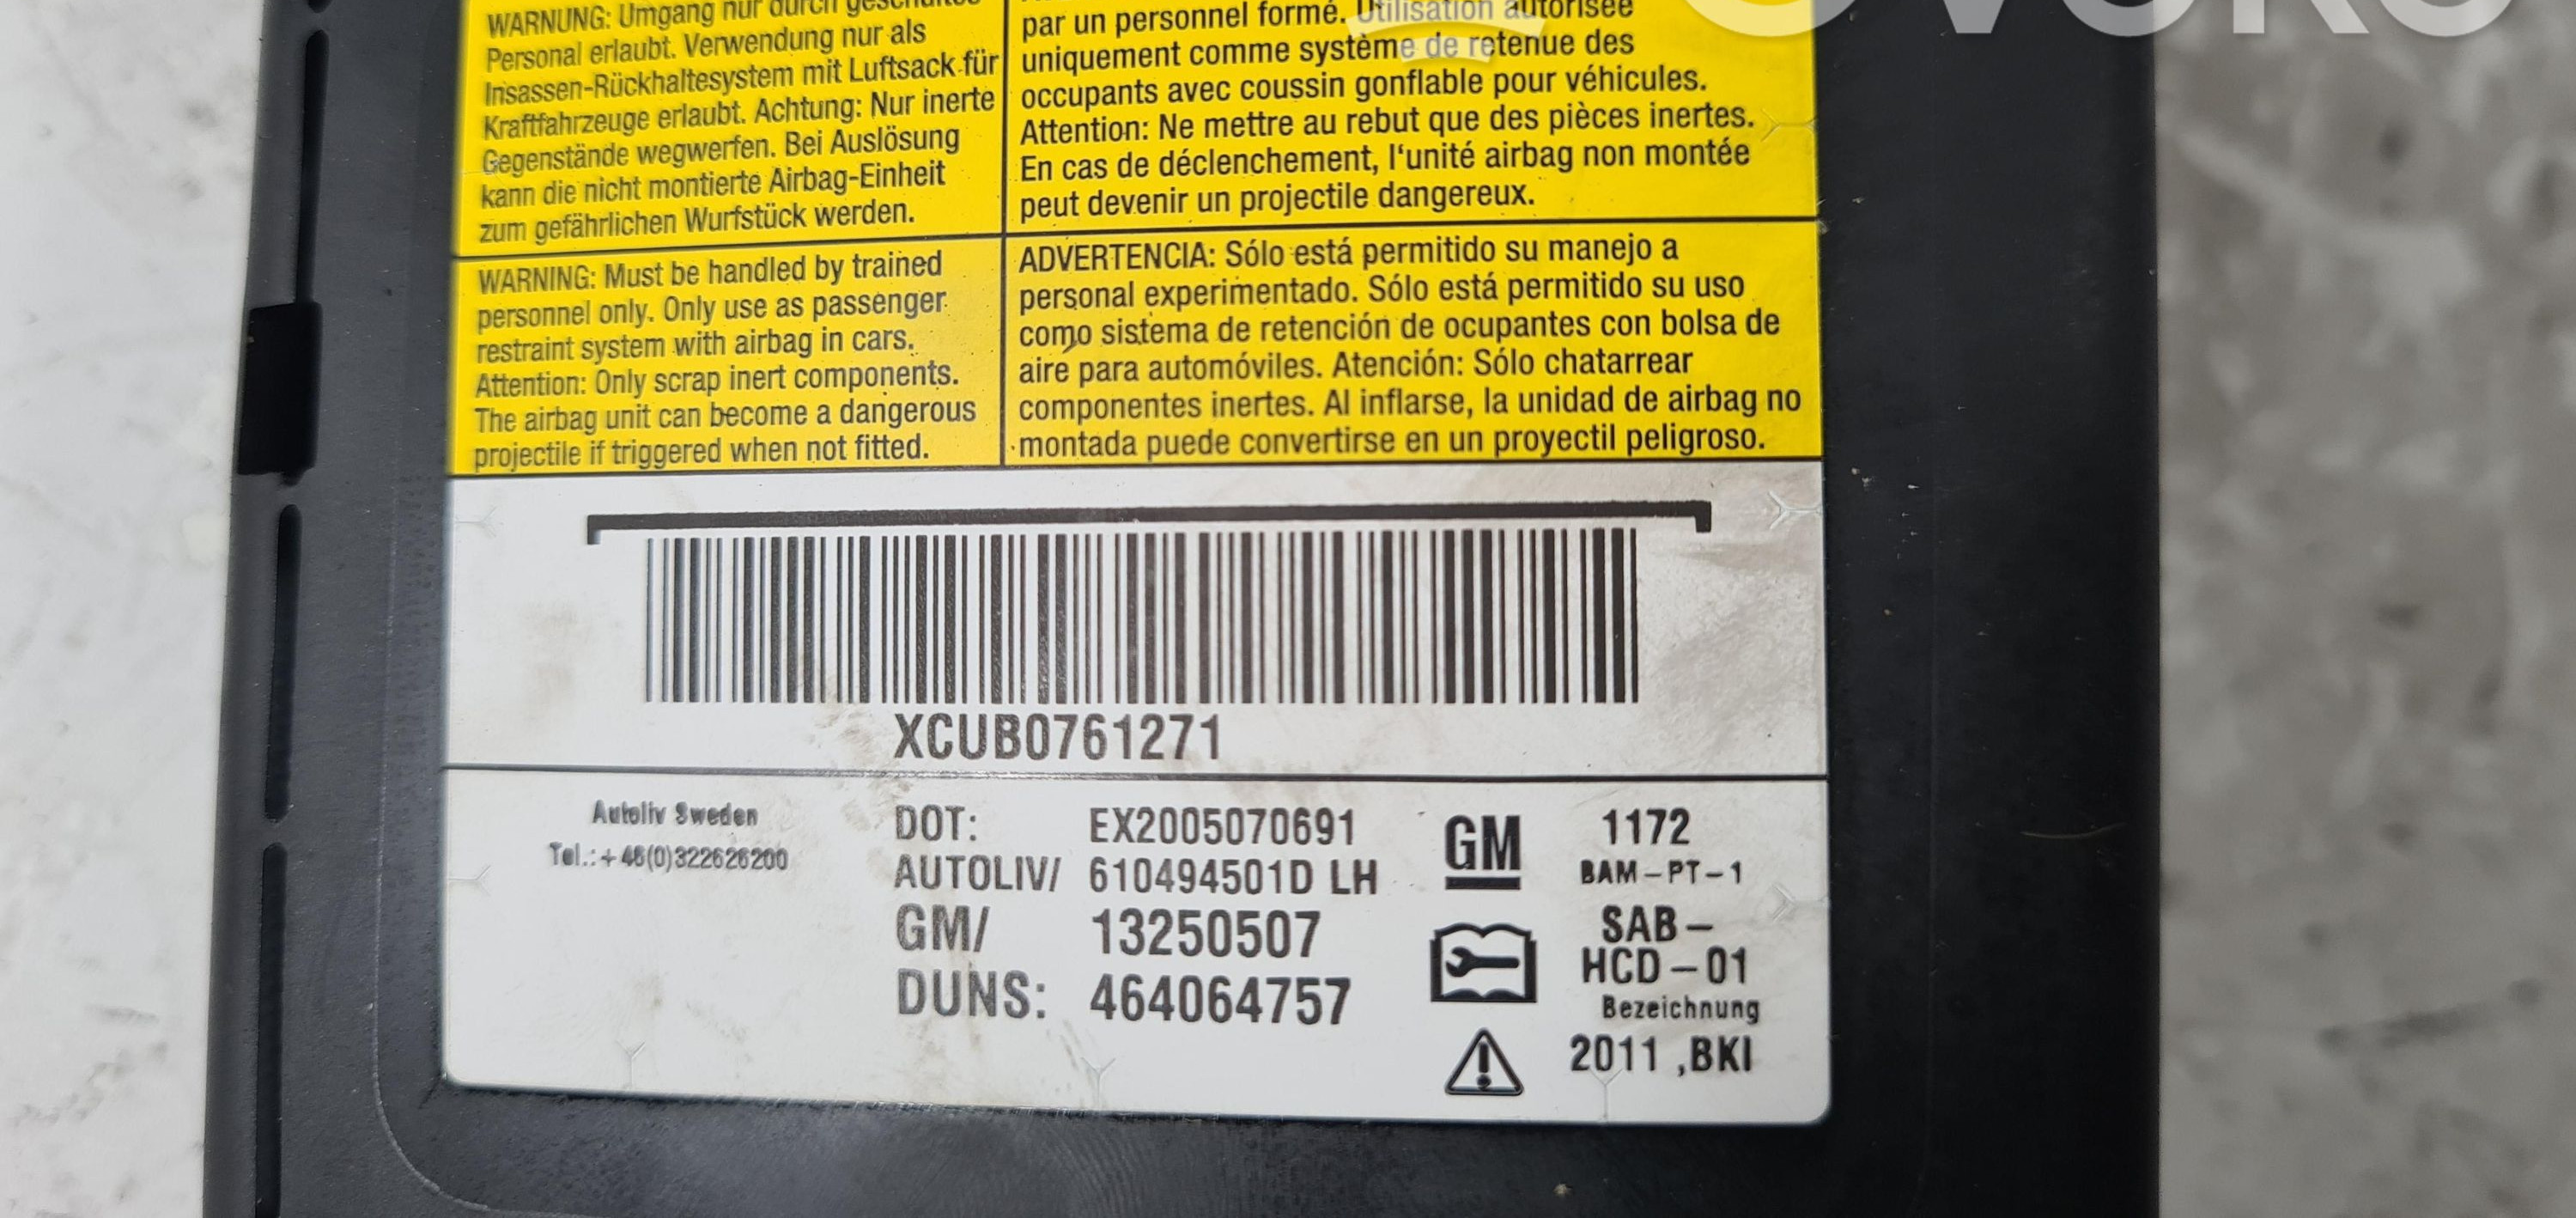 WARNUNG: Umgang nur durch
Personal erlaubt. Verwendung nur als
Insassen-Rückhaltesystem mit Luftsack für
Kraftfahrzeuge erlaubt. Achtung: Nur inerte
Gegenstände wegwerfen. Bei Auslösung
kann die nicht montierte Airbag-Einheit
zum gefährlichen Wurfstück werden.
par un personnel formé. Utilisation autorisée
uniquement comme système de retenue des
occupants avec coussin gonflable pour véhicules.
Attention: Ne mettre au rebut que des pièces inertes.
En cas de déclenchement, l'unité airbag non montée
peut devenir un projectile dangereux.
WARNING: Must be handled by trained
personnel only. Only use as passenger
restraint system with airbag in cars.
Attention: Only scrap inert components.
The airbag unit can become a dangerous
projectile if triggered when not fitted.
ADVERTENCIA: Sólo está permitido su manejo a
personal experimentado. Sólo está permitido su uso
como sistema de retención de ocupantes con bolsa de
aire para automóviles. Atención: Sólo chatarrear
componentes inertes. Al inflarse, la unidad de airbag no
montada puede convertirse en un proyectil peligroso.
XCUB0761271
Autoliv Sweden
Tel.:+46(0)322626200
DOT: EX2005070691
AUTOLIV/ 610494501D LH
GM/ 13250507
DUNS: 464064757
GM
1172
BAM-PT-1
SAB-
HCD-01
Bezeichnung
2011 ,BKI